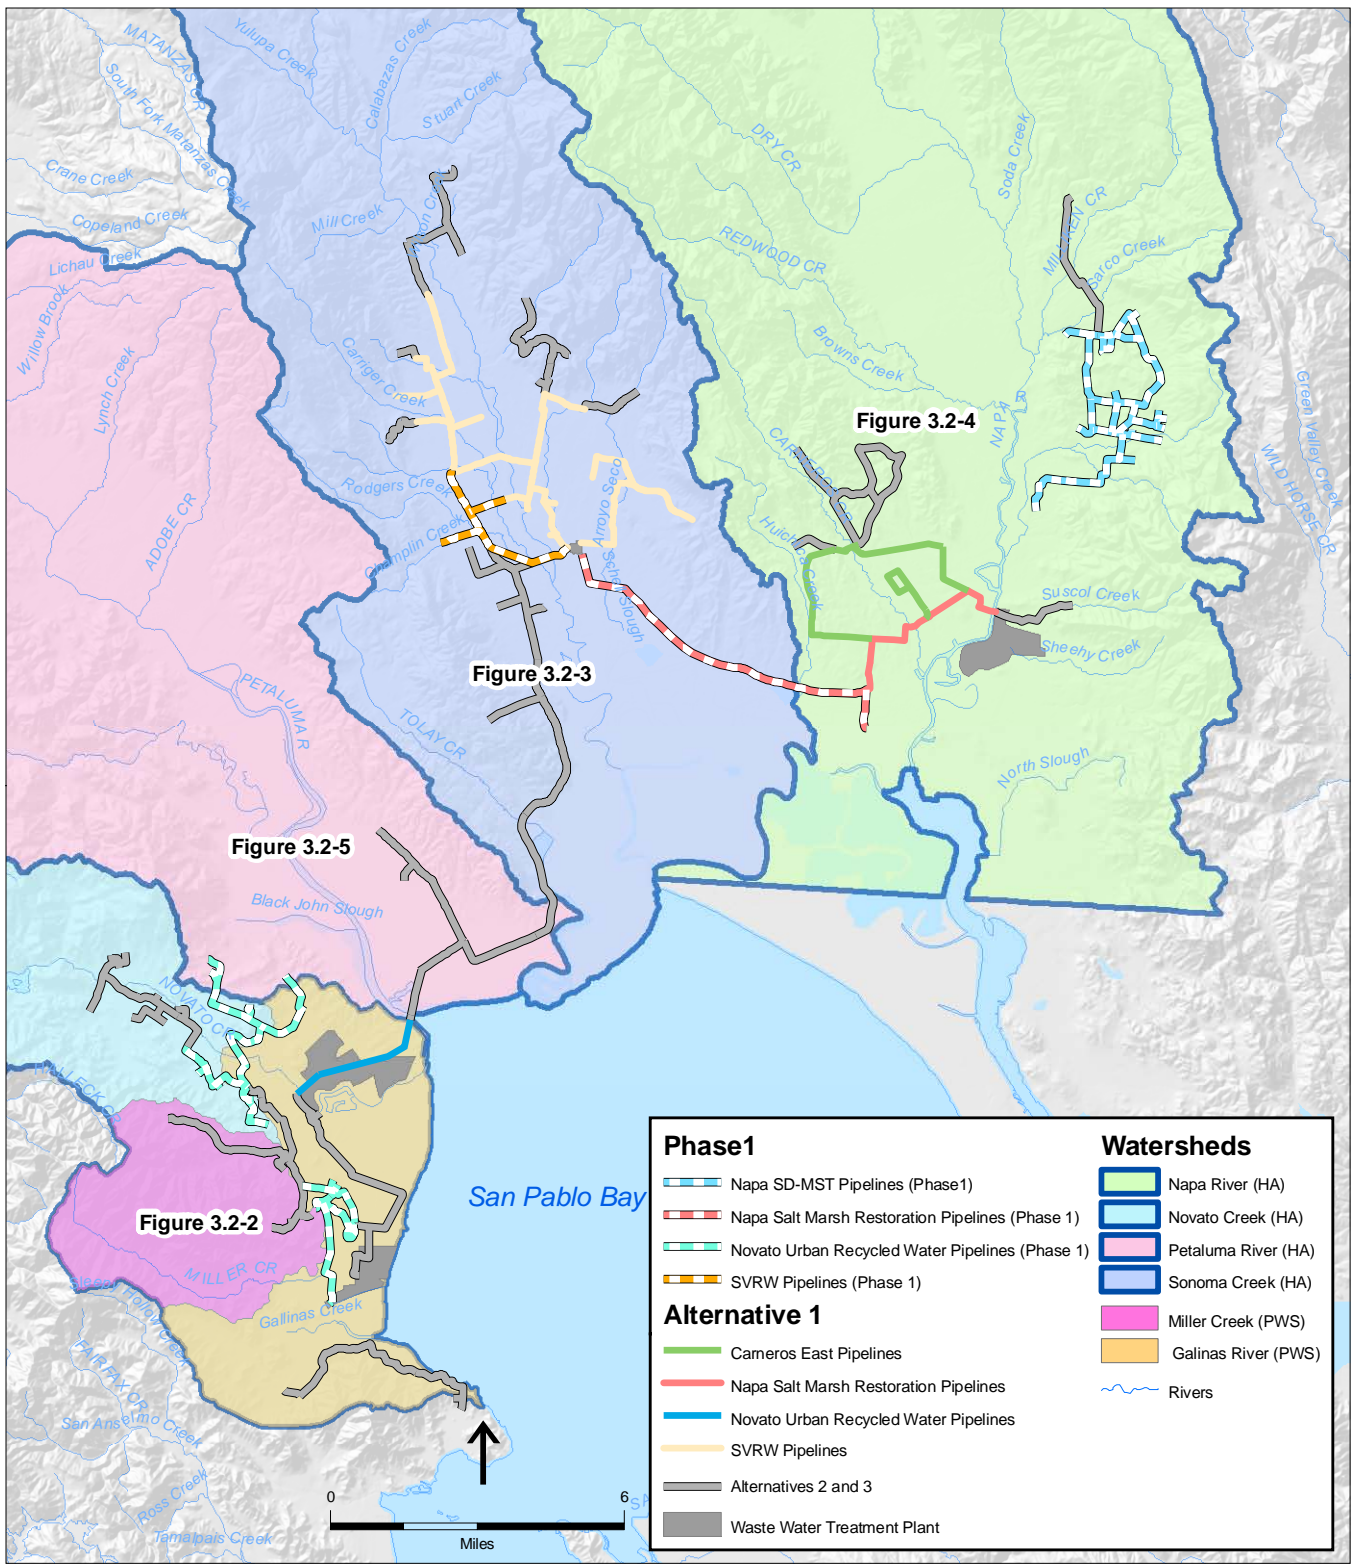 MATANZAS CR
Yulupa Creek
Calabazas Creek
South Fork Matanzas Creek
Stuart Creek
Crane Creek
Copeland Creek
Mill Creek
Lichau Creek
Willow Brook
Lynch Creek
DRY CR
Soda Creek
REDWOOD CR
MILLIKEN CR
Sarco Creek
Browns Creek
Carriger Creek
NAPA R
Green Valley Creek
WILD HORSE CR
Figure 3.2-4
Rodgers Creek
Arroyo Seco
ADOBE CR
Champlin Creek
Schell Slough
Huichica Creek
Suscol Creek
Sheehy Creek
Figure 3.2-3
PETALUMA R
TOLAY CR
North Slough
Figure 3.2-5
Black John Slough
NOVATO CR
HALLECK CR
San Pablo Bay
Figure 3.2-2
MILLER CR
Sleepy Hollow Creek
Gallinas Creek
FAIRFAX CR
San Anselmo Creek
Ross Creek
Tamalpais Creek
0
6
Miles
Phase1
Napa SD-MST Pipelines (Phase1)
Napa Salt Marsh Restoration Pipelines (Phase 1)
Novato Urban Recycled Water Pipelines (Phase 1)
SVRW Pipelines (Phase 1)
Alternative 1
Carneros East Pipelines
Napa Salt Marsh Restoration Pipelines
Novato Urban Recycled Water Pipelines
SVRW Pipelines
Alternatives 2 and 3
Waste Water Treatment Plant
Watersheds
Napa River (HA)
Novato Creek (HA)
Petaluma River (HA)
Sonoma Creek (HA)
Miller Creek (PWS)
Galinas River (PWS)
Rivers